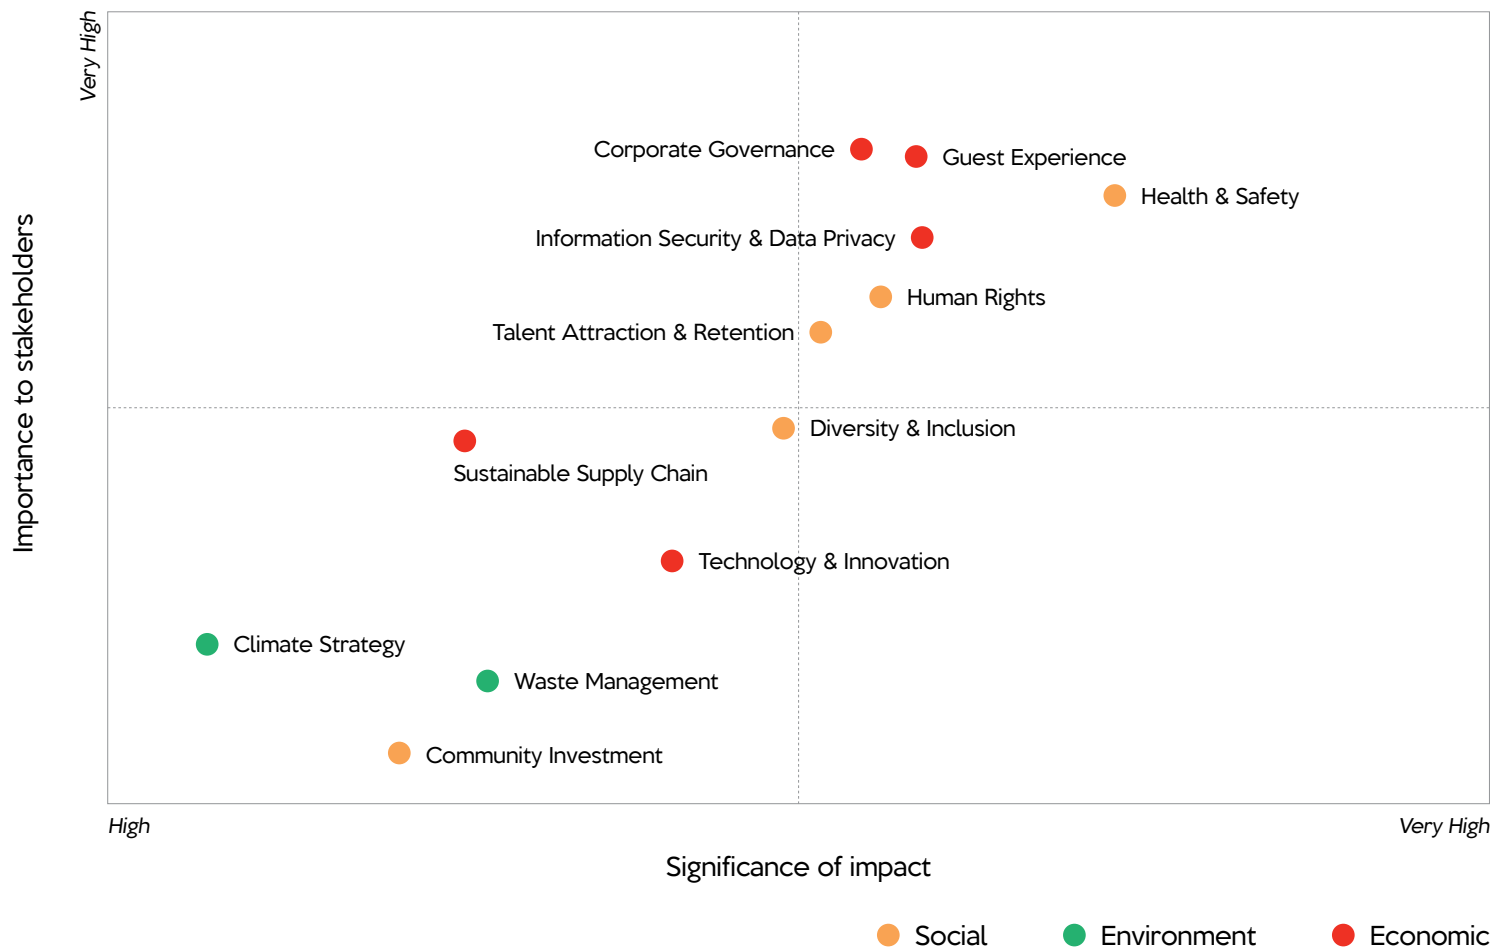 Very High
Corporate Governance
Guest Experience
Health & Safety
Information Security & Data Privacy
Human Rights
Talent Attraction & Retention
Importance to stakeholders
Diversity & Inclusion
Sustainable Supply Chain
Technology & Innovation
Climate Strategy
Waste Management
Community Investment
High
Very High
Significance of impact
Social
Environment
Economic